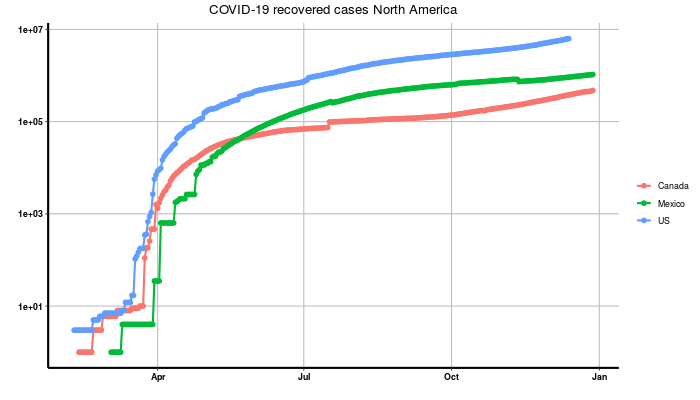 COVID-19 recovered cases North America
1e+07
1e+05
1e+03
1e+01
Apr
Jul
Oct
Jan
Canada
Mexico
US